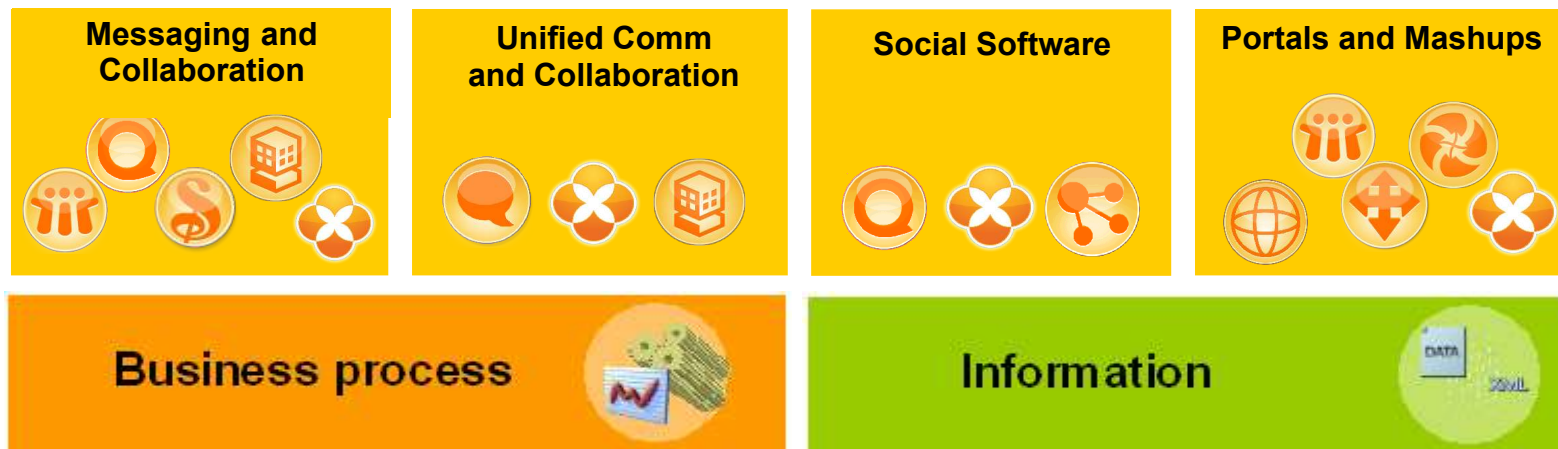 Messaging and
Collaboration
Unified Comm
and Collaboration
Social Software
Portals and Mashups
Business process
Information
DATA
XML